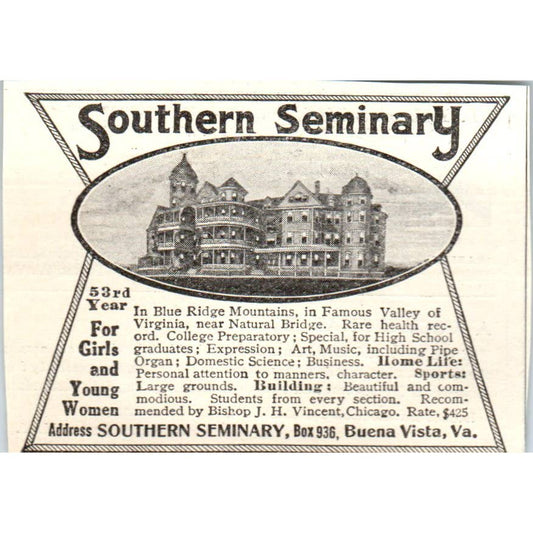 Southern Seminary
53rd
Year
For
Girls
and
Young
Women
In Blue Ridge Mountains, in Famous Valley of
Virginia, near Natural Bridge. Rare health rec-
ord. College Preparatory; Special, for High School
graduates; Expression; Art, Music, including Pipe
Organ; Domestic Science; Business. Home Life:
Personal attention to manners, character. Sports:
Large grounds. Building: Beautiful and com-
modious. Students from every section. Recom-
mended by Bishop J. H. Vincent, Chicago. Rate, $425
Address SOUTHERN SEMINARY, Box 936, Buena Vista, Va.